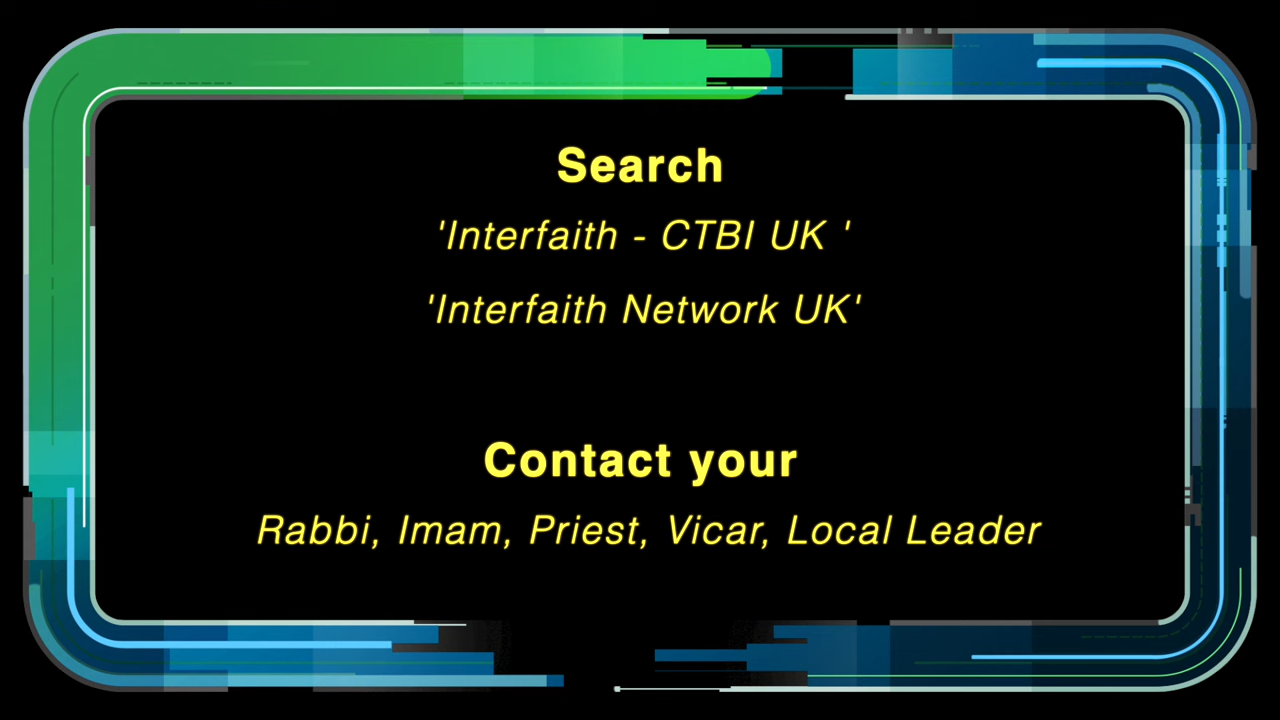 Search
'Interfaith - CTBI UK '
'Interfaith Network UK'
Contact your
Rabbi, Imam, Priest, Vicar, Local Leader